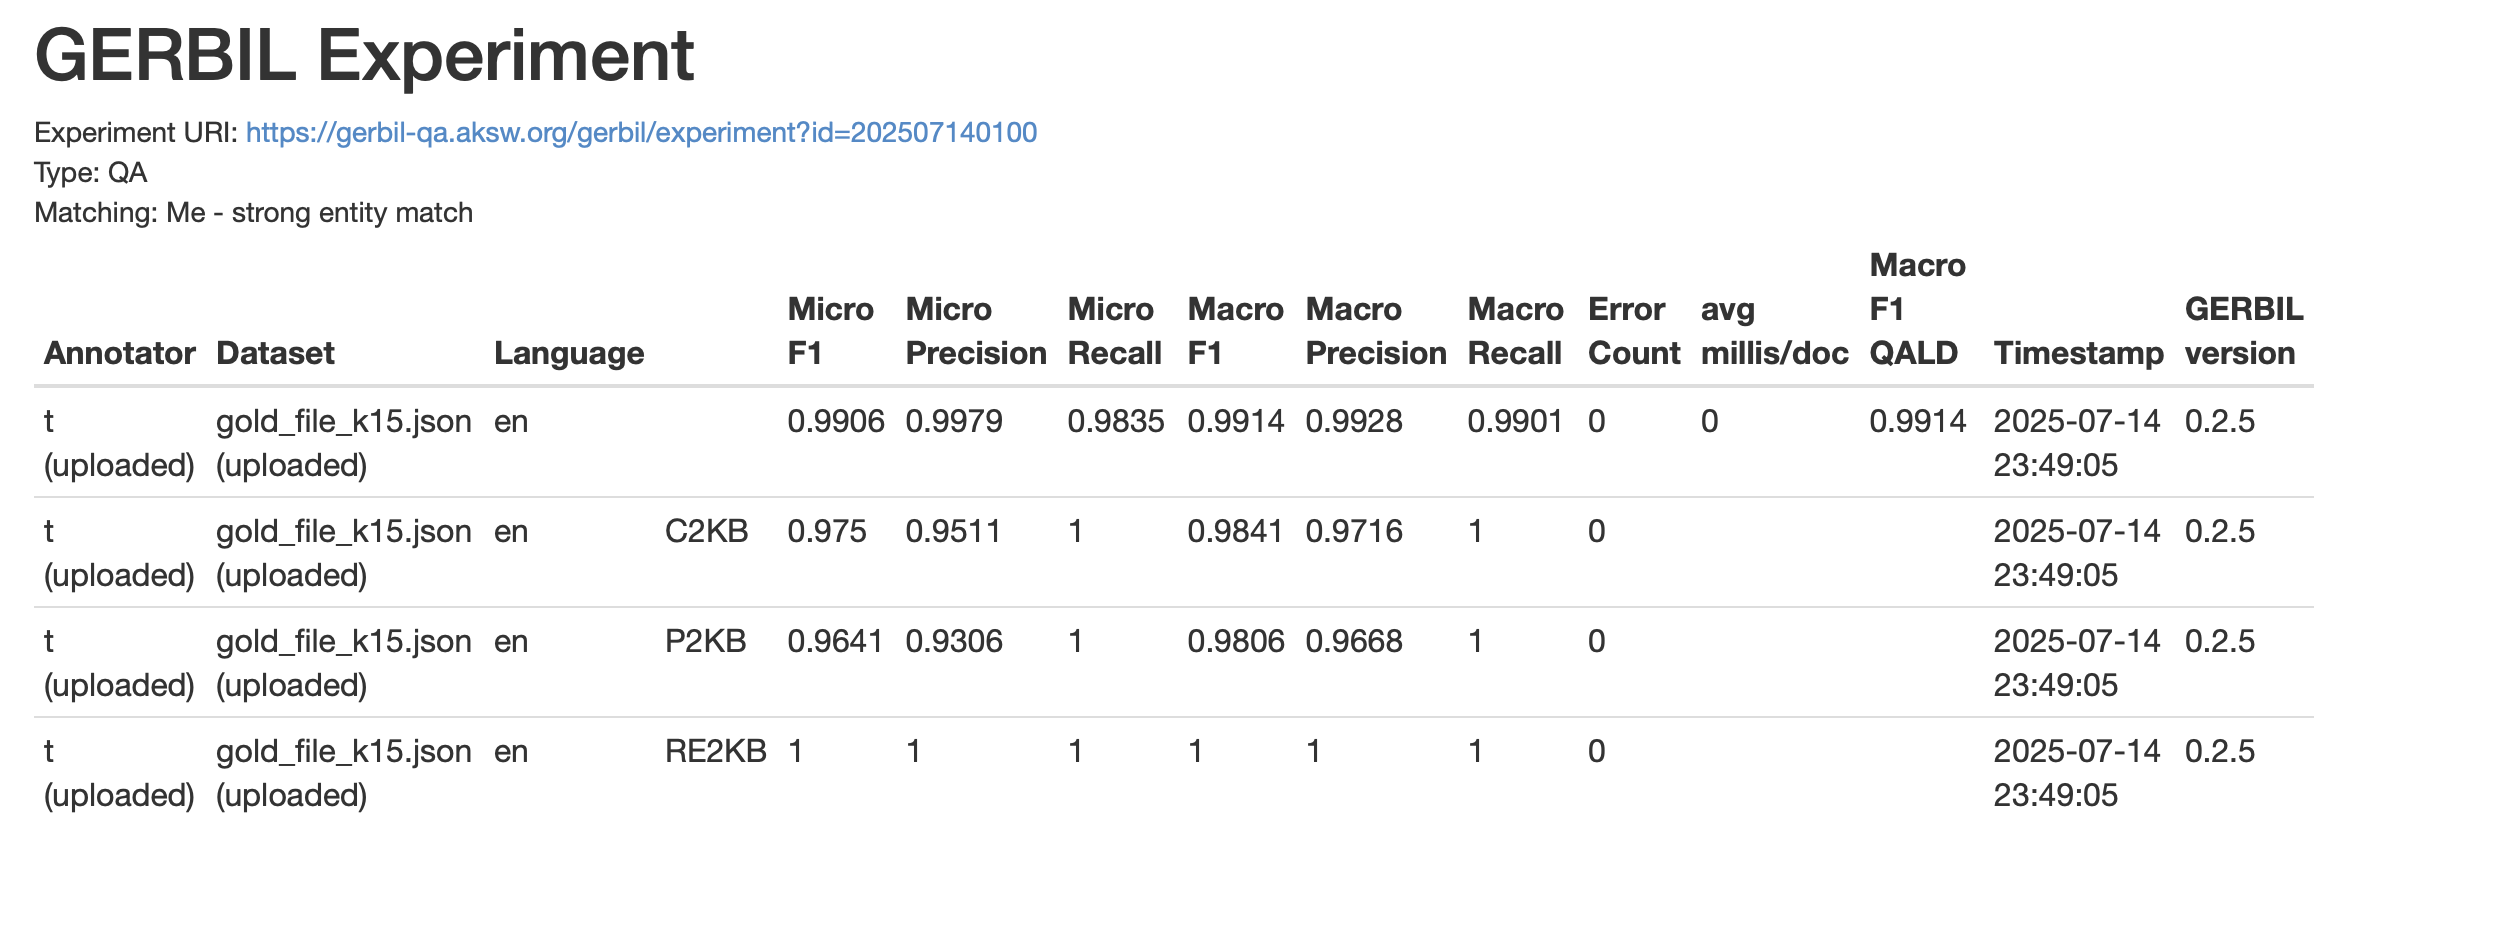 GERBIL Experiment
Experiment URI: https://gerbil-qa.aksw.org/gerbil/experiment?id=202507140100
Type: QA
Matching: Me - strong entity match
Annotator Dataset Language Micro F1 Micro Precision Micro Recall Macro F1 Macro Precision Macro Recall Error Count avg millis/doc Macro F1 QALD Timestamp GERBIL version
t (uploaded) gold_file_k15.json (uploaded) en 0.9906 0.9979 0.9835 0.9914 0.9928 0.9901 0 0 0.9914 2025-07-14 23:49:05 0.2.5
t (uploaded) gold_file_k15.json (uploaded) en C2KB 0.975 0.9511 1 0.9841 0.9716 1 0 2025-07-14 23:49:05 0.2.5
t (uploaded) gold_file_k15.json (uploaded) en P2KB 0.9641 0.9306 1 0.9806 0.9668 1 0 2025-07-14 23:49:05 0.2.5
t (uploaded) gold_file_k15.json (uploaded) en RE2KB 1 1 1 1 1 1 0 2025-07-14 23:49:05 0.2.5